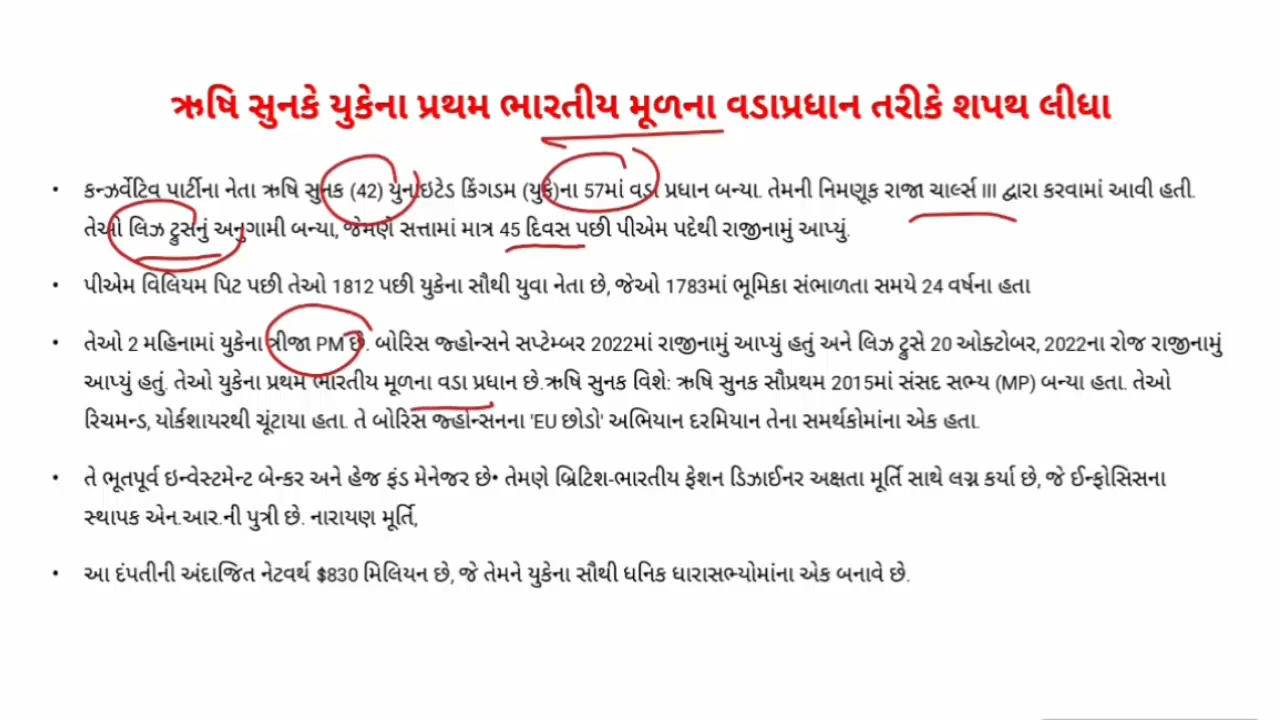 ઋષિ સુનકે યુકેના પ્રથમ ભારતીય મૂળના વડાપ્રધાન તરીકે શપથ લીધા
• કન્ઝર્વેટિવ પાર્ટીના નેતા ઋષિ સુનક (42) યુનાઇટેડ કિંગડમ (યુકે)ના 57માં વડા પ્રધાન બન્યા. તેમની નિમણૂક રાજા ચાર્લ્સ III દ્વારા કરવામાં આવી હતી.
તેઓ લિઝ ટ્રુસનું અનુગામી બન્યા, જેમણે સત્તામાં માત્ર 45 દિવસ પછી પીએમ પદેથી રાજીનામું આપ્યું.
• પીએમ વિલિયમ પિટ પછી તેઓ 1812 પછી યુકેના સૌથી યુવા નેતા છે, જેઓ 1783માં ભૂમિકા સંભાળતા સમયે 24 વર્ષના હતા
• તેઓ 2 મહિનામાં યુકેના ત્રીજા PM છે. બોરિસ જ્હોન્સને સપ્ટેમ્બર 2022માં રાજીનામું આપ્યું હતું અને લિઝ ટ્રુસે 20 ઓક્ટોબર, 2022ના રોજ રાજીનામું
આપ્યું હતું. તેઓ યુકેના પ્રથમ ભારતીય મૂળના વડા પ્રધાન છે.ઋષિ સુનક વિશે: ઋષિ સુનક સૌપ્રથમ 2015માં સંસદ સભ્ય (MP) બન્યા હતા. તેઓ
રિચમન્ડ, યોર્કશાયરથી ચૂંટાયા હતા. તે બોરિસ જ્હોન્સનના 'EU છોડો' અભિયાન દરમિયાન તેના સમર્થકોમાંના એક હતા.
• તે ભૂતપૂર્વ ઇન્વેસ્ટમેન્ટ બેન્કર અને હેજ ફંડ મેનેજર છે• તેમણે બ્રિટિશ-ભારતીય ફેશન ડિઝાઈનર અક્ષતા મૂર્તિ સાથે લગ્ન કર્યા છે, જે ઈન્ફોસિસના
સ્થાપક એન.આર.ની પુત્રી છે. નારાયણ મૂર્તિ,
• આ દંપતીની અંદાજિત નેટવર્થ $830 મિલિયન છે, જે તેમને યુકેના સૌથી ધનિક ધારાસભ્યોમાંના એક બનાવે છે.